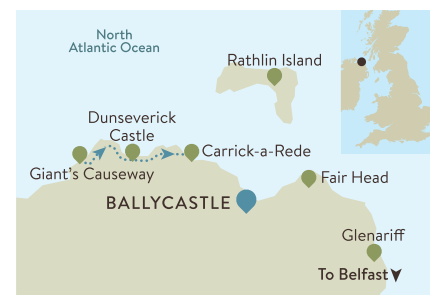 North
Atlantic Ocean
Rathlin Island
Dunseverick
Castle
Carrick-a-Rede
Giant's Causeway
Fair Head
BALLYCASTLE
Glenariff
To Belfast